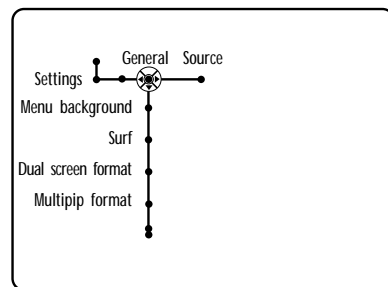 General Source
Settings
Menu background
Surf
Dual screen format
Multipip format